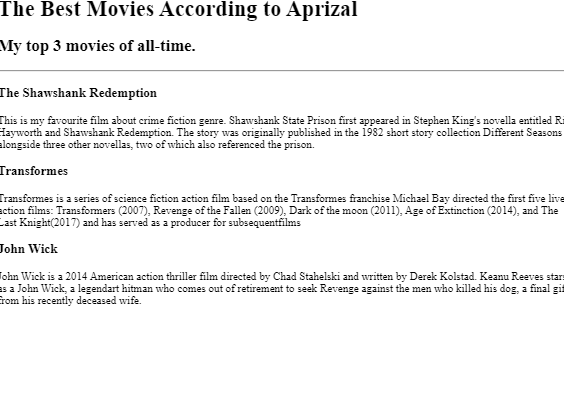 The Best Movies According to Aprizal
My top 3 movies of all-time.
The Shawshank Redemption
This is my favourite film about crime fiction genre. Shawshank State Prison first appeared in Stephen King's novella entitled Ri
Hayworth and Shawshank Redemption. The story was originally published in the 1982 short story collection Different Seasons
alongside three other novellas, two of which also referenced the prison.
Transformes
Transformes is a series of science fiction action film based on the Transformes franchise Michael Bay directed the first five live
action films: Transformers (2007), Revenge of the Fallen (2009), Dark of the moon (2011), Age of Extinction (2014), and The
Last Knight(2017) and has served as a producer for subsequentfilms
John Wick
John Wick is a 2014 American action thriller film directed by Chad Stahelski and written by Derek Kolstad. Keanu Reeves stars
as a John Wick, a legendart hitman who comes out of retirement to seek Revenge against the men who killed his dog, a final gif
from his recently deceased wife.